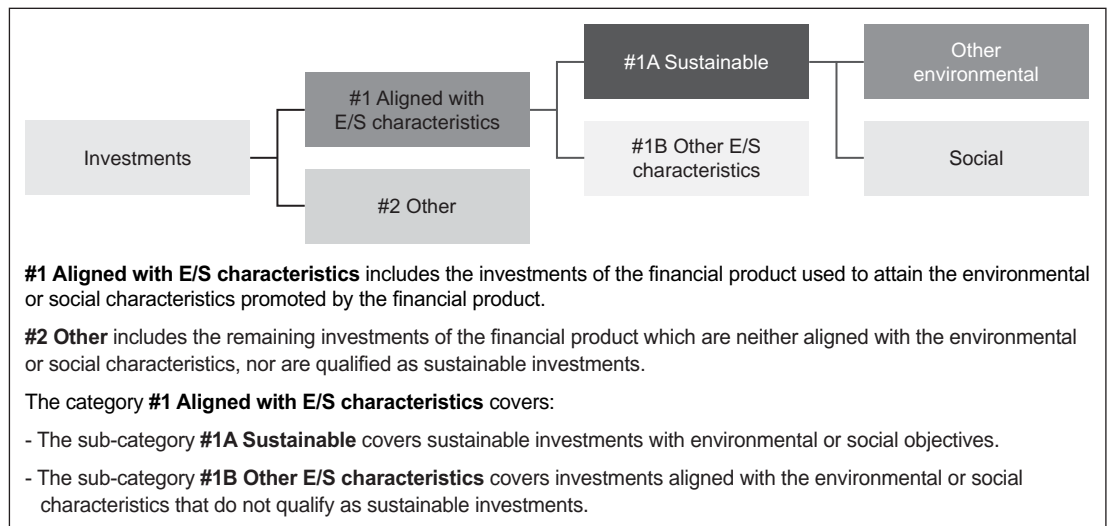 Investments
#1 Aligned with
E/S characteristics
#2 Other
#1A Sustainable
#1B Other E/S
characteristics
Other
environmental
Social
#1 Aligned with E/S characteristics includes the investments of the financial product used to attain the environmental
or social characteristics promoted by the financial product.
#2 Other includes the remaining investments of the financial product which are neither aligned with the environmental
or social characteristics, nor are qualified as sustainable investments.
The category #1 Aligned with E/S characteristics covers:
- The sub-category #1A Sustainable covers sustainable investments with environmental or social objectives.
- The sub-category #1B Other E/S characteristics covers investments aligned with the environmental or social
characteristics that do not qualify as sustainable investments.